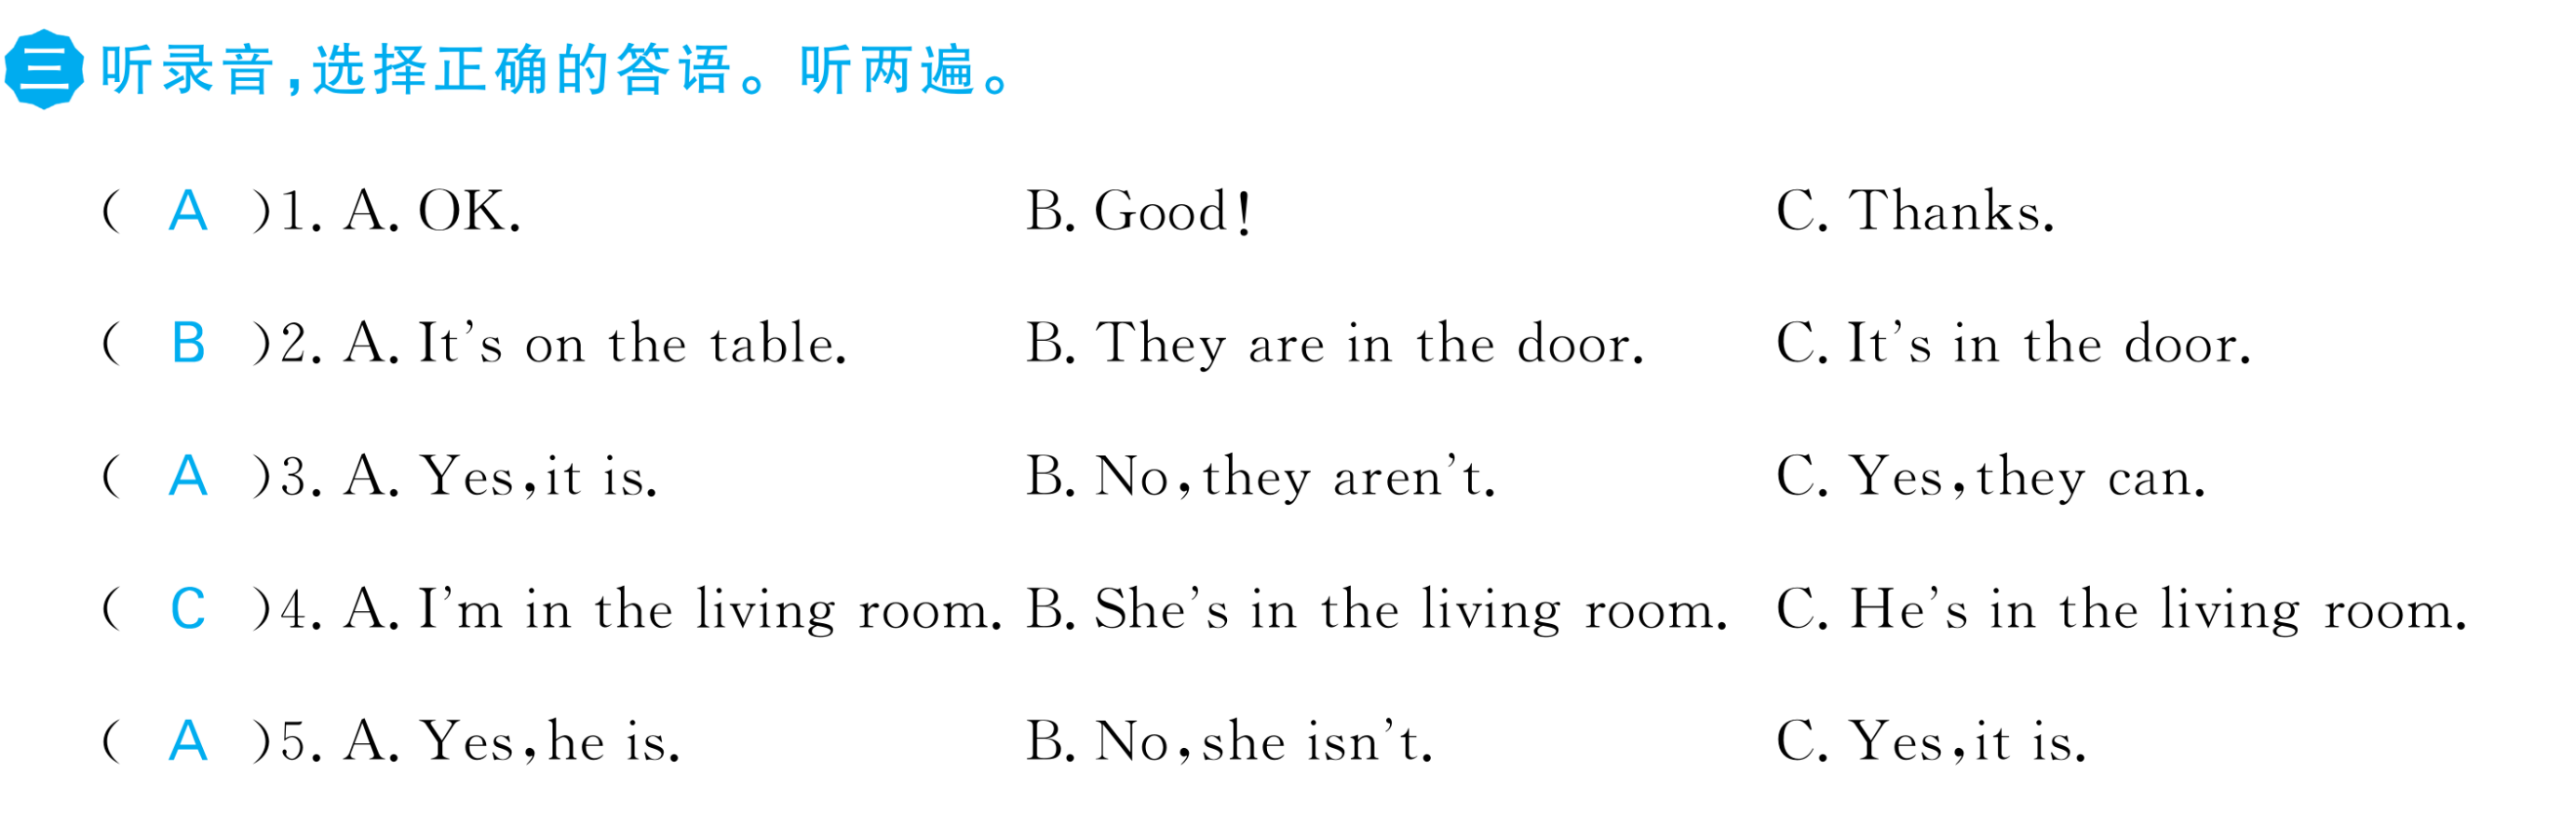 三 听录音,选择正确的答语。听两遍。
( A )1. A. OK. B. Good! C. Thanks.
( B )2. A. It's on the table. B. They are in the door. C. It's in the door.
( A )3. A. Yes,it is. B. No,they aren't. C. Yes,they can.
( C )4. A. I'm in the living room. B. She's in the living room. C. He's in the living room.
( A )5. A. Yes,he is. B. No,she isn't. C. Yes,it is.